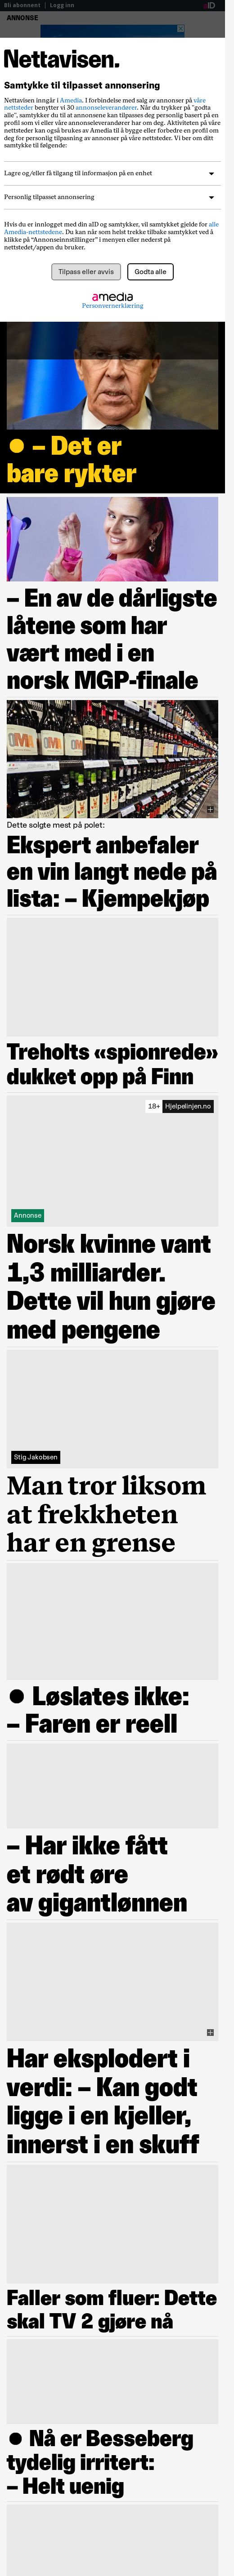 Bli abonnent | Logg inn
aID
ANNONSE
Nettavisen.
Samtykke til tilpasset annonsering
Nettavisen inngår i Amedia. I forbindelse med salg av annonser på våre
nettsteder benytter vi 30 annonseleverandører. Når du trykker på "godta
alle", samtykker du til at annonsene kan tilpasses deg personlig basert på en
profil som vi eller våre annonseleverandører har om deg. Aktiviteten din på våre
nettsteder kan også brukes av Amedia til å bygge eller forbedre en profil om
deg for personlig tilpasning av annonser på våre nettsteder. Vi ber om ditt
samtykke til følgende:
Lagre og/eller få tilgang til informasjon på en enhet
Personlig tilpasset annonsering
Hvis du er innlogget med din aID og samtykker, vil samtykket gjelde for alle
Amedia-nettstedene. Du kan når som helst trekke tilbake samtykket ved å
klikke på “Annonseinnstillinger” i menyen eller nederst på
nettstedet/appen du bruker.
Tilpass eller avvis
Godta alle
amedia
Personvernerklæring
● – Det er
bare rykter
– En av de dårligste
låtene som har
vært med i en
norsk MGP-finale
Dette solgte mest på polet:
Ekspert anbefaler
en vin langt nede på
lista: – Kjempekjøp
Treholts «spionrede»
dukket opp på Finn
18+ Hjelpelinjen.no
Annonse
Norsk kvinne vant
1,3 milliarder.
Dette vil hun gjøre
med pengene
Stig Jakobsen
Man tror liksom
at frekkheten
har en grense
● Løslates ikke:
– Faren er reell
– Har ikke fått
et rødt øre
av gigantlønnen
Har eksplodert i
verdi: – Kan godt
ligge i en kjeller,
innerst i en skuff
Faller som fluer: Dette
skal TV 2 gjøre nå
● Nå er Besseberg
tydelig irritert:
– Helt uenig